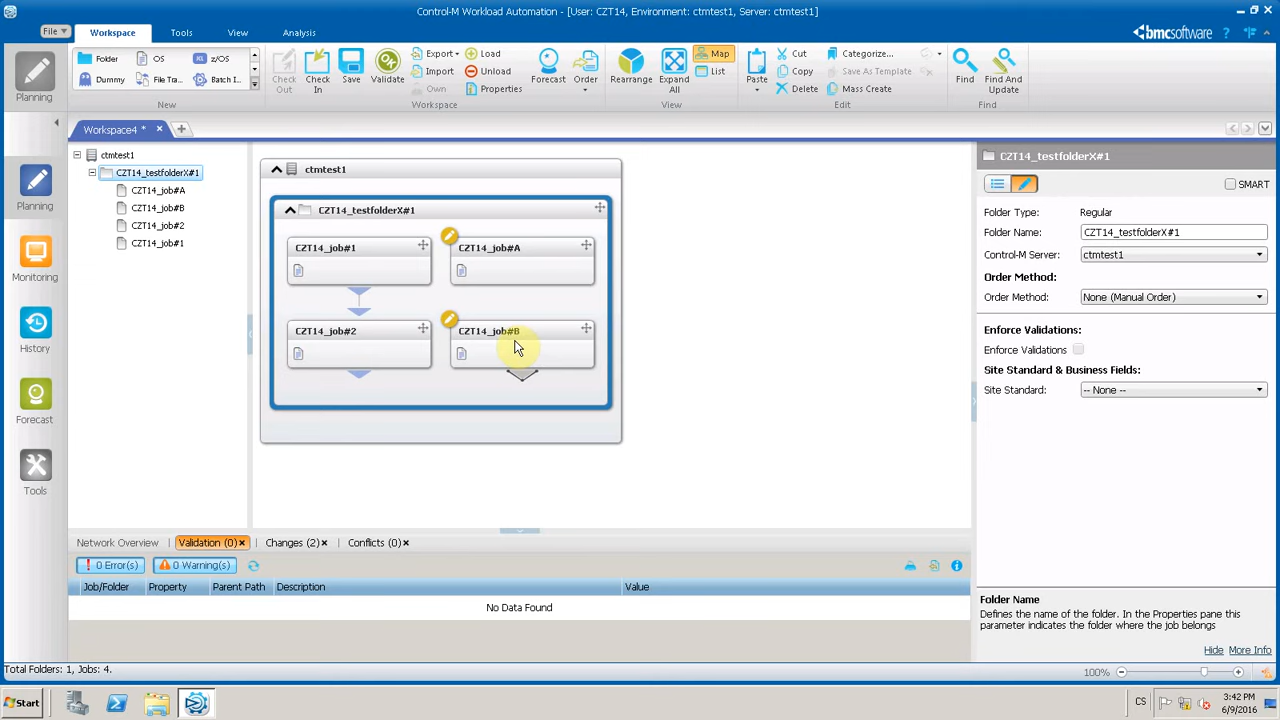 Control-M Workload Automation - [User: CZT14, Environment: ctmtest1, Server: ctmtest1]
File
Workspace Tools View Analysis
bmcsoftware ?
Planning
Folder OS z/OS
Dummy File Tra.. Batch I..
New
Check Out
Check In
Save
Validate
Export
Import
Own
Load
Unload
Properties
Workspace
Forecast
Order
Rearrange
Expand All
Map
List
View
Paste
Cut
Copy
Delete
Categorize...
Save As Template
Mass Create
Edit
Find
Find And Update
Find
Workspace4 *
Planning
Monitoring
History
Forecast
Tools
ctmtest1
CZT14_testfolderX#1
CZT14_job#A
CZT14_job#B
CZT14_job#2
CZT14_job#1
ctmtest1
CZT14_testfolderX#1
CZT14_job#1 CZT14_job#A
CZT14_job#2 CZT14_job#B
CZT14_testfolderX#1
SMART
Folder Type: Regular
Folder Name: CZT14_testfolderX#1
Control-M Server: ctmtest1
Order Method:
Order Method: None (Manual Order)
Enforce Validations:
Enforce Validations
Site Standard & Business Fields:
Site Standard: -- None --
Folder Name
Defines the name of the folder. In the Properties pane this
parameter indicates the folder where the job belongs
Hide More Info
Network Overview Validation (0) Changes (2) Conflicts (0)
0 Error(s) 0 Warning(s)
Job/Folder Property Parent Path Description Value
No Data Found
Total Folders: 1, Jobs: 4.
100%
Start
CS
3:42 PM
6/9/2016